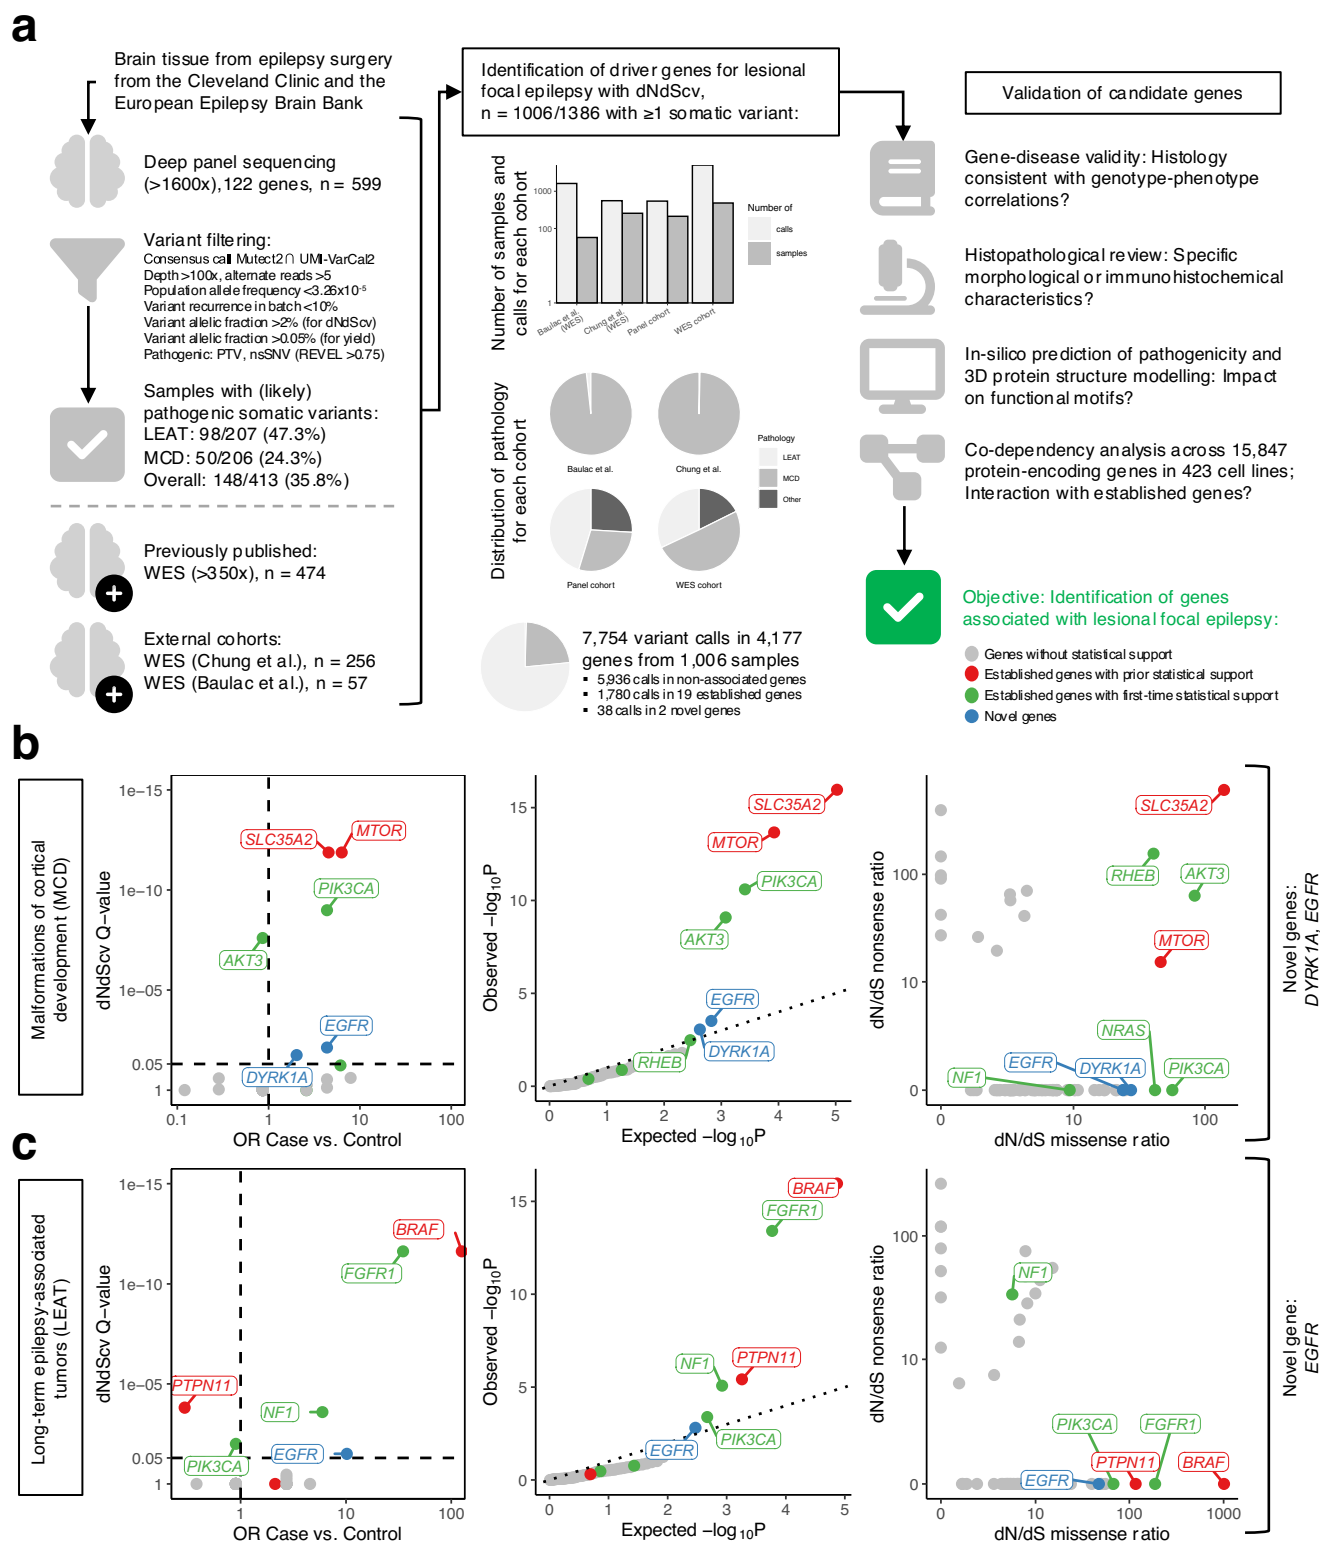 a
Brain tissue from epilepsy surgery
from the Cleveland Clinic and the
European Epilepsy Brain Bank
Deep panel sequencing
(>1600x), 122 genes, n = 599
Variant filtering:
Consensus call Mutect2 ∩ UMI-VarCal2
Depth >100x, alternate reads >5
Population allele frequency <3.26x10⁻⁵
Variant recurrence in batch <10%
Variant allelic fraction >2% (for dNdScv)
Variant allelic fraction >0.05% (for yield)
Pathogenic: PTV, nsSNV (REVEL >0.75)
Samples with (likely)
pathogenic somatic variants:
LEAT: 98/207 (47.3%)
MCD: 50/206 (24.3%)
Overall: 148/413 (35.8%)
Previously published:
WES (>350x), n = 474
External cohorts:
WES (Chung et al.), n = 256
WES (Baulac et al.), n = 57
Identification of driver genes for lesional
focal epilepsy with dNdScv,
n = 1006/1386 with ≥1 somatic variant:
Number of samples and
calls for each cohort
1000
100
1
Baulac et al.
(WES)
Chung et al.
(WES)
Panel cohort
WES cohort
Number of
calls
samples
Distribution of pathology
for each cohort
Baulac et al.
Chung et al.
Panel cohort
WES cohort
Pathology
LEAT
MCD
Other
7,754 variant calls in 4,177
genes from 1,006 samples
▪ 5,936 calls in non-associated genes
▪ 1,780 calls in 19 established genes
▪ 38 calls in 2 novel genes
Validation of candidate genes
Gene-disease validity: Histology
consistent with genotype-phenotype
correlations?
Histopathological review: Specific
morphological or immunohistochemical
characteristics?
In-silico prediction of pathogenicity and
3D protein structure modelling: Impact
on functional motifs?
Co-dependency analysis across 15,847
protein-encoding genes in 423 cell lines;
Interaction with established genes?
Objective: Identification of genes
associated with lesional focal epilepsy:
Genes without statistical support
Established genes with prior statistical support
Established genes with first-time statistical support
Novel genes
b
Malformations of cortical
development (MCD)
dNdScv Q−value
1e−15
1e−10
1e−05
0.05
1
SLC35A2
MTOR
PIK3CA
AKT3
EGFR
DYRK1A
0.1
1
10
100
OR Case vs. Control
Observed −log₁₀P
15
10
5
0
SLC35A2
MTOR
PIK3CA
AKT3
EGFR
DYRK1A
RHEB
0
1
2
3
4
5
Expected −log₁₀P
dN/dS nonsense ratio
100
10
0
SLC35A2
RHEB
AKT3
MTOR
NRAS
EGFR
DYRK1A
PIK3CA
NF1
0
10
100
dN/dS missense ratio
Novel genes:
DYRK1A, EGFR
c
Long−term epilepsy−associated
tumors (LEAT)
dNdScv Q−value
1e−15
1e−10
1e−05
0.05
1
BRAF
FGFR1
PTPN11
NF1
PIK3CA
EGFR
1
10
100
OR Case vs. Control
Observed −log₁₀P
15
10
5
0
BRAF
FGFR1
NF1
PTPN11
EGFR
PIK3CA
0
1
2
3
4
5
Expected −log₁₀P
dN/dS nonsense ratio
100
10
0
NF1
PIK3CA
FGFR1
PTPN11
BRAF
EGFR
0
10
100
1000
dN/dS missense ratio
Novel gene:
EGFR